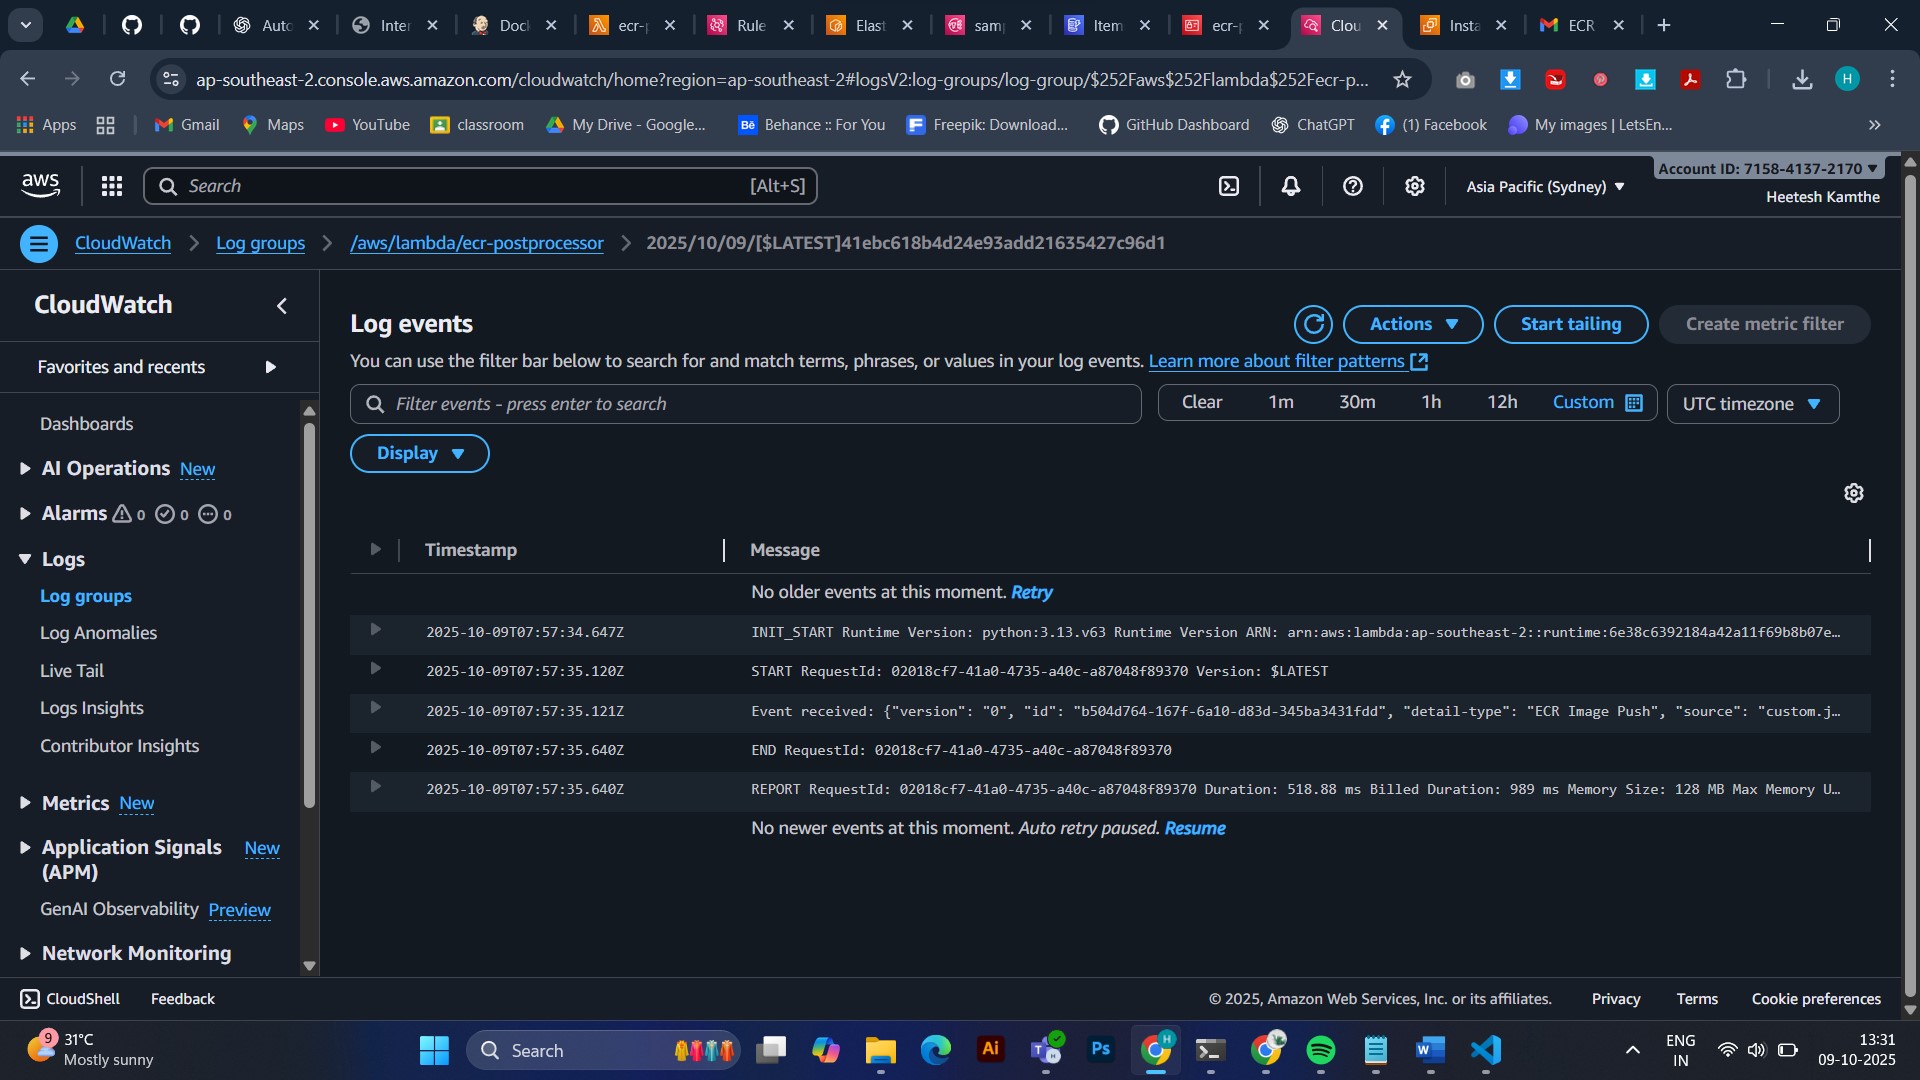 Auto
Inter
Doc
ecr-p
Rule
Elast
sam
Item
ecr-p
Clou
Insta
ECR
ap-southeast-2.console.aws.amazon.com/cloudwatch/home?region=ap-southeast-2#logsV2:log-groups/log-group/$252Faws$252Flambda$252Fecr-p...
H
Apps
Gmail
Maps
YouTube
classroom
My Drive - Google...
Bē Behance :: For You
Freepik: Download...
GitHub Dashboard
ChatGPT
(1) Facebook
My images | LetsEn...
aws
Search [Alt+S]
Asia Pacific (Sydney)
Account ID: 7158-4137-2170
Heetesh Kamthe
CloudWatch
Log groups
/aws/lambda/ecr-postprocessor
2025/10/09/[$LATEST]41ebc618b4d24e93add21635427c96d1
CloudWatch
Favorites and recents
Dashboards
AI Operations New
Alarms 0 0 0
Logs
Log groups
Log Anomalies
Live Tail
Logs Insights
Contributor Insights
Metrics New
Application Signals New
(APM)
GenAI Observability Preview
Network Monitoring
Log events
Actions
Start tailing
Create metric filter
You can use the filter bar below to search for and match terms, phrases, or values in your log events. Learn more about filter patterns
Filter events - press enter to search
Clear 1m 30m 1h 12h Custom
UTC timezone
Display
Timestamp Message
No older events at this moment. Retry
2025-10-09T07:57:34.647Z INIT_START Runtime Version: python:3.13.v63 Runtime Version ARN: arn:aws:lambda:ap-southeast-2::runtime:6e38c6392184a42a11f69b8b07e…
2025-10-09T07:57:35.120Z START RequestId: 02018cf7-41a0-4735-a40c-a87048f89370 Version: $LATEST
2025-10-09T07:57:35.121Z Event received: {"version": "0", "id": "b504d764-167f-6a10-d83d-345ba3431fdd", "detail-type": "ECR Image Push", "source": "custom.j…
2025-10-09T07:57:35.640Z END RequestId: 02018cf7-41a0-4735-a40c-a87048f89370
2025-10-09T07:57:35.640Z REPORT RequestId: 02018cf7-41a0-4735-a40c-a87048f89370 Duration: 518.88 ms Billed Duration: 989 ms Memory Size: 128 MB Max Memory U…
No newer events at this moment. Auto retry paused. Resume
CloudShell Feedback
© 2025, Amazon Web Services, Inc. or its affiliates. Privacy Terms Cookie preferences
9
31°C
Mostly sunny
Search
Ai
Ps
ENG
IN
13:31
09-10-2025